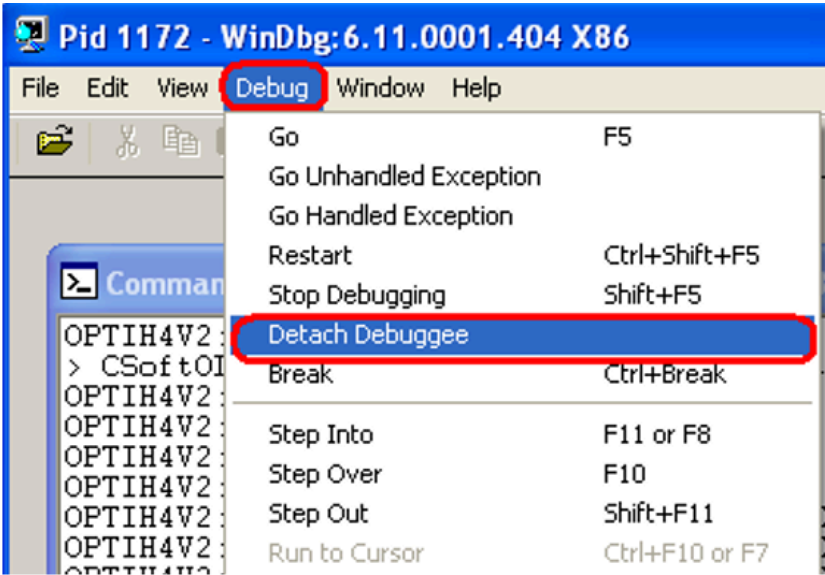 Pid 1172 - WinDbg:6.11.0001.404 X86
File Edit View Debug Window Help
Go F5
Go Unhandled Exception
Go Handled Exception
Restart Ctrl+Shift+F5
Stop Debugging Shift+F5
Detach Debuggee
Break Ctrl+Break
Step Into F11 or F8
Step Over F10
Step Out Shift+F11
Run to Cursor Ctrl+F10 or F7
Comman
OPTIH4V2:
> CSoftOI
OPTIH4V2:
OPTIH4V2:
OPTIH4V2:
OPTIH4V2:
OPTIH4V2:
OPTIH4V2: